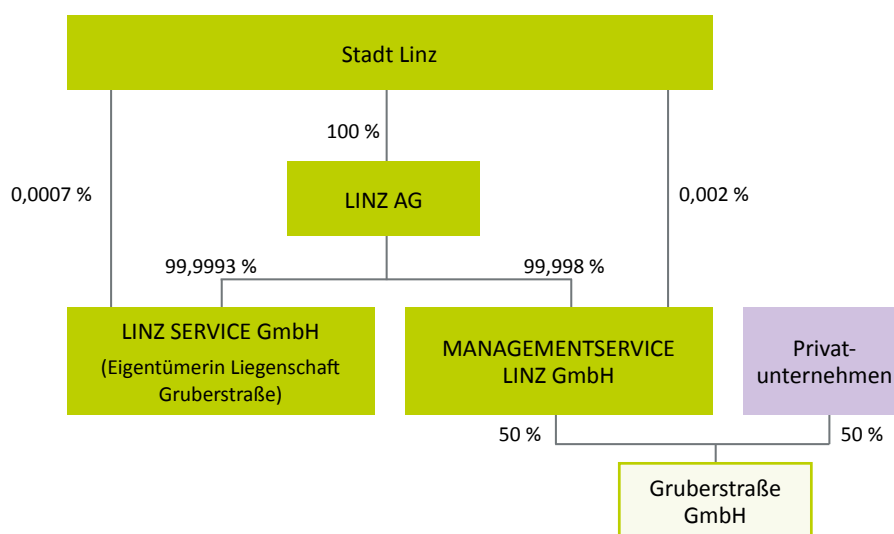 Stadt Linz
100 %
0,0007 %
LINZ AG
0,002 %
99,9993 %
99,998 %
LINZ SERVICE GmbH
(Eigentümerin Liegenschaft
Gruberstraße)
MANAGEMENTSERVICE
LINZ GmbH
Privat-
unternehmen
50 %
50 %
Gruberstraße
GmbH